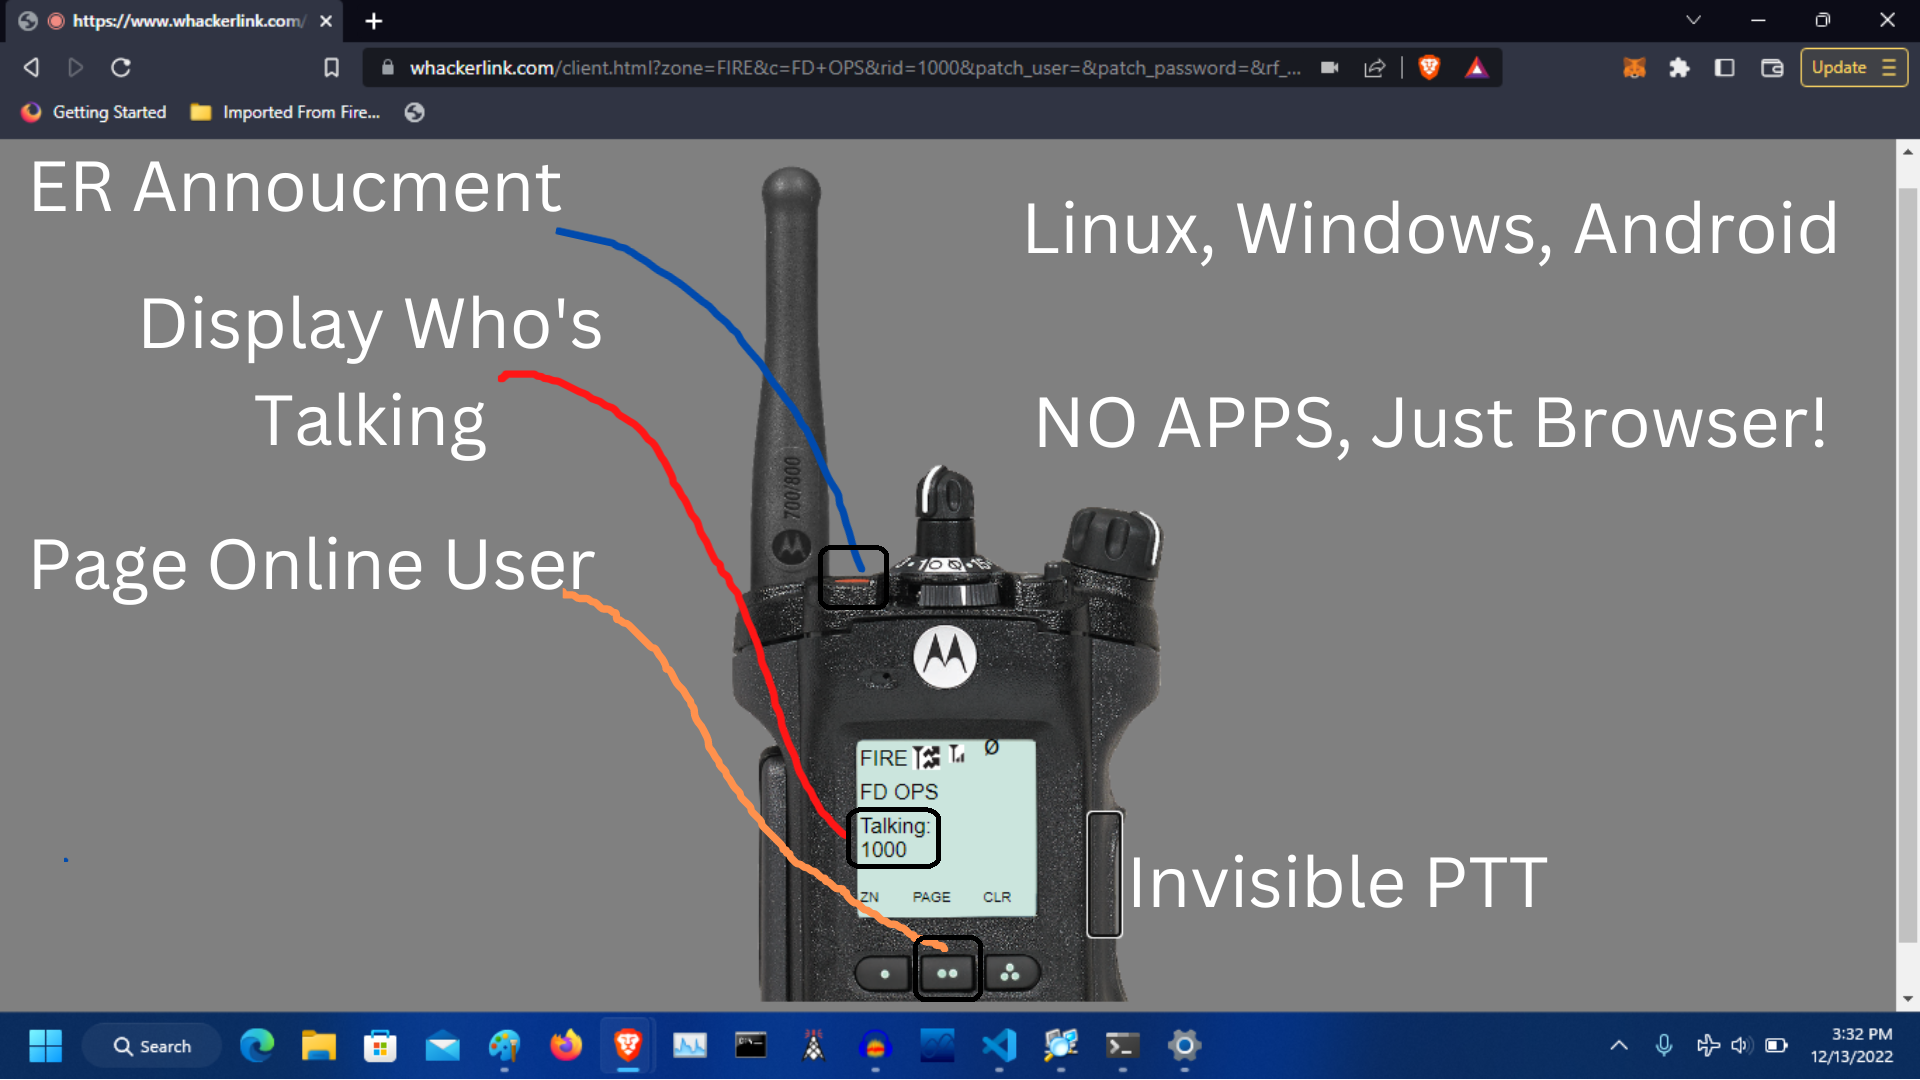 https://www.whackerlink.com/
whackerlink.com/client.html?zone=FIRE&c=FD+OPS&rid=1000&patch_user=&patch_password=&rf_...
Update
Getting Started
Imported From Fire...
ER Annoucment
Linux, Windows, Android
Display Who's
Talking
NO APPS, Just Browser!
700/800
Page Online User
FIRE
Ø
FD OPS
Talking:
1000
ZN PAGE CLR
Invisible PTT
Search
3:32 PM
12/13/2022